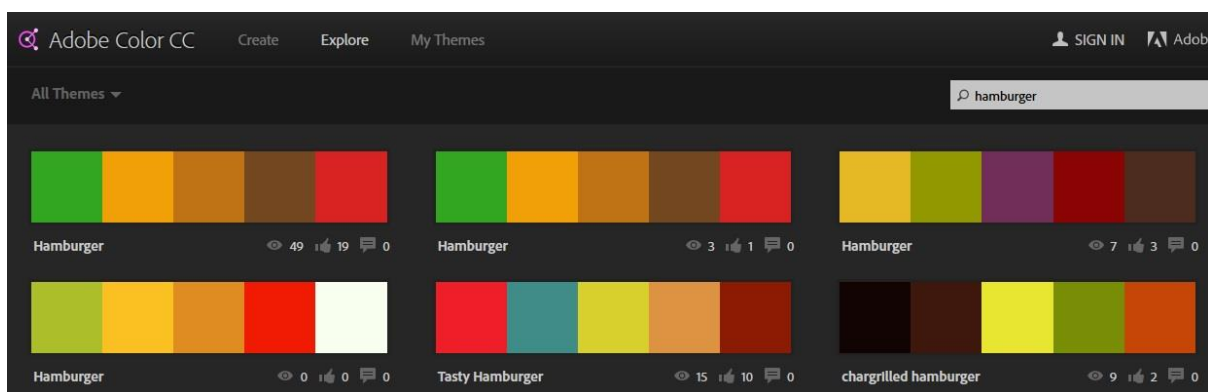 Adobe Color CC Create Explore My Themes SIGN IN Adob
All Themes hamburger
Hamburger 49 19 0 Hamburger 3 1 0 Hamburger 7 3 0
Hamburger 0 0 0 Tasty Hamburger 15 10 0 chargrilled hamburger 9 2 0